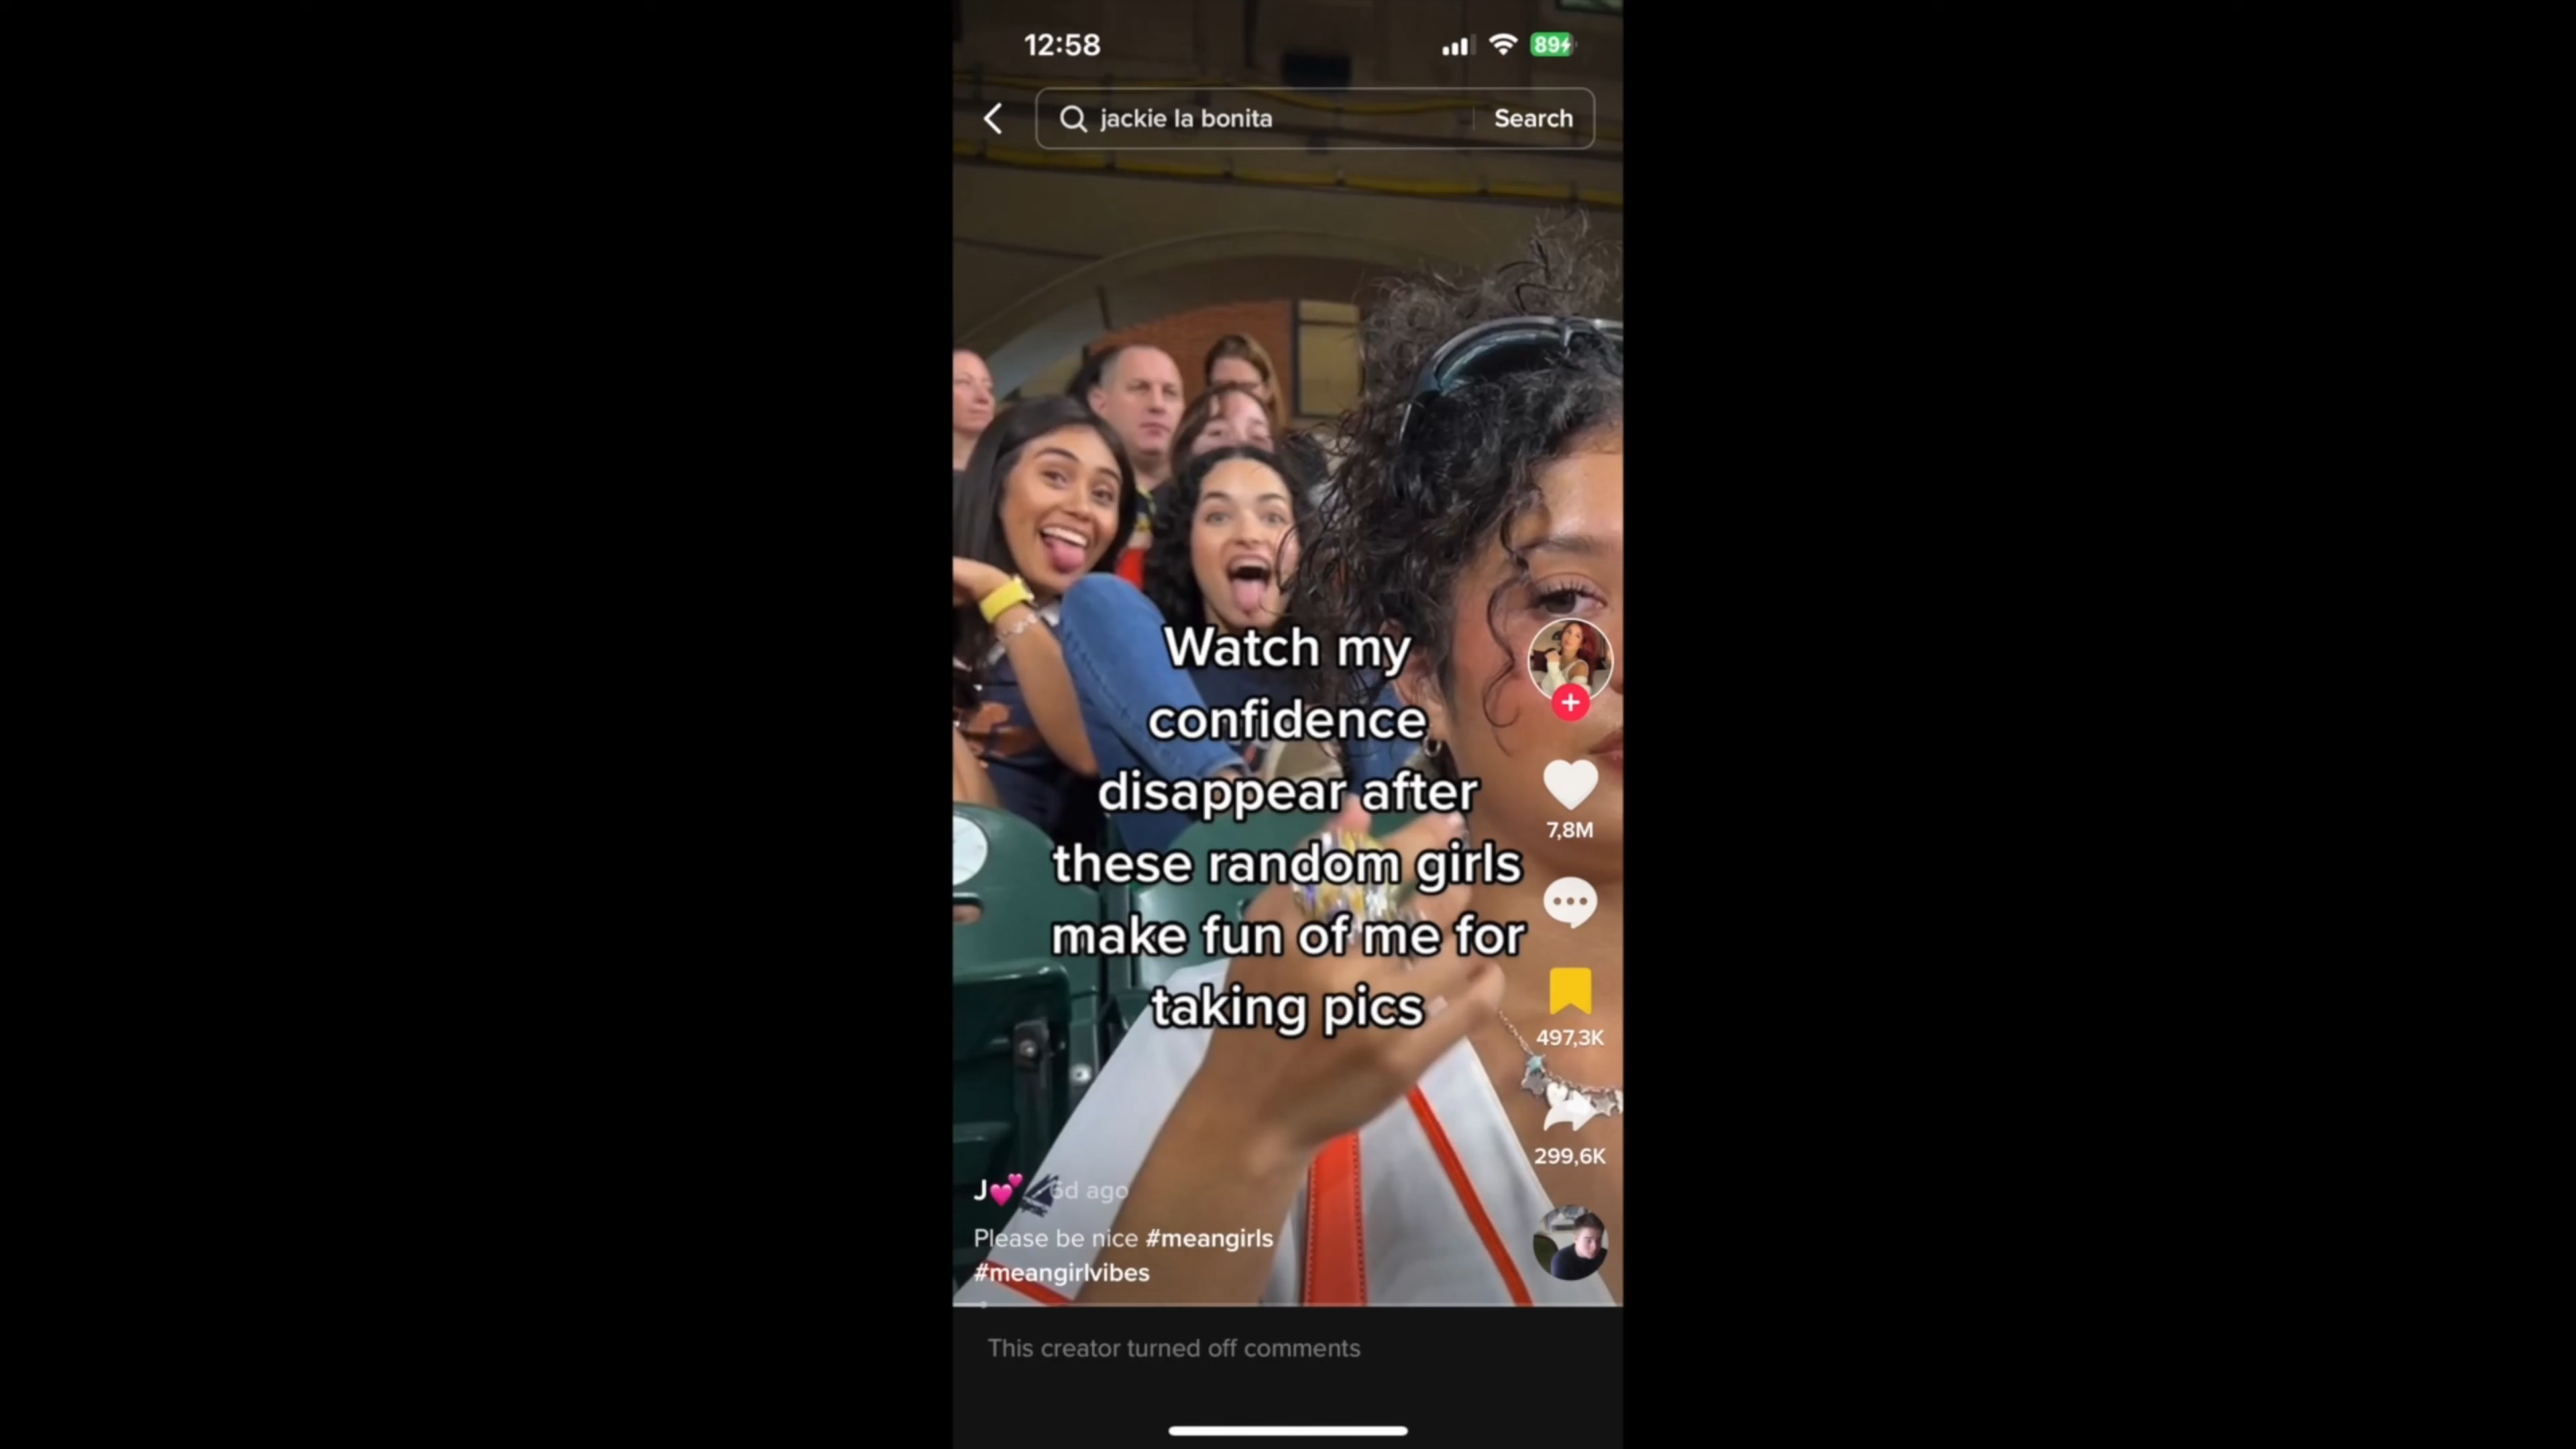 12:58
89
jackie la bonita
Search
Watch my
confidence
disappear after
these random girls
make fun of me for
taking pics
7,8M
497,3K
299,6K
J💕 6d ago
Please be nice #meangirls
#meangirlvibes
This creator turned off comments